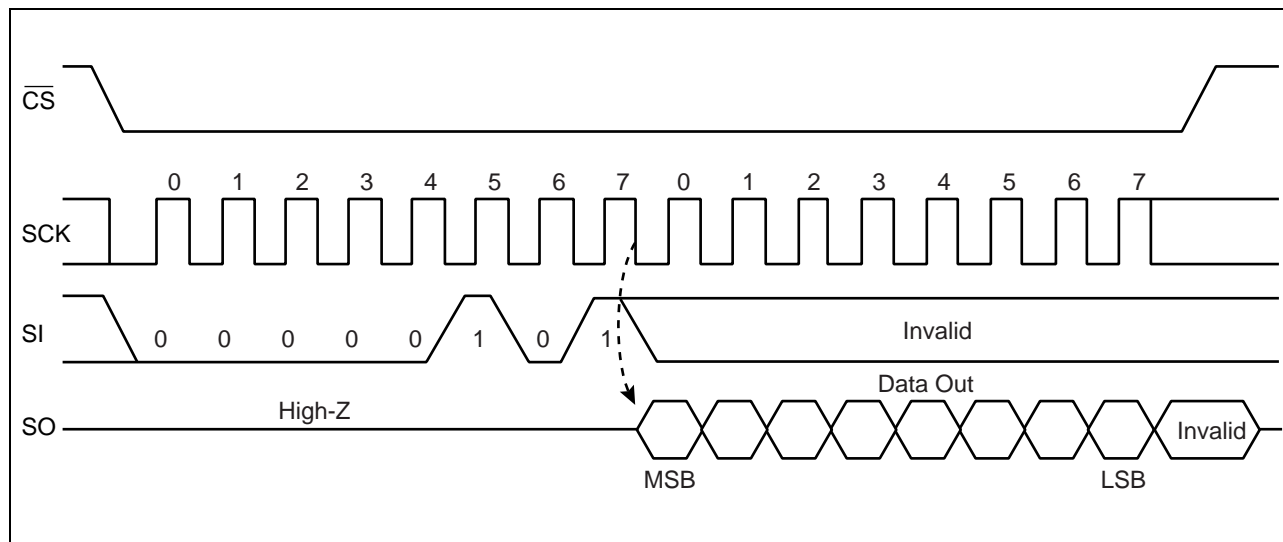 CS
0 1 2 3 4 5 6 7 0 1 2 3 4 5 6 7
SCK
SI
0 0 0 0 0 1 0 1
Invalid
Data Out
High-Z
SO
Invalid
MSB
LSB